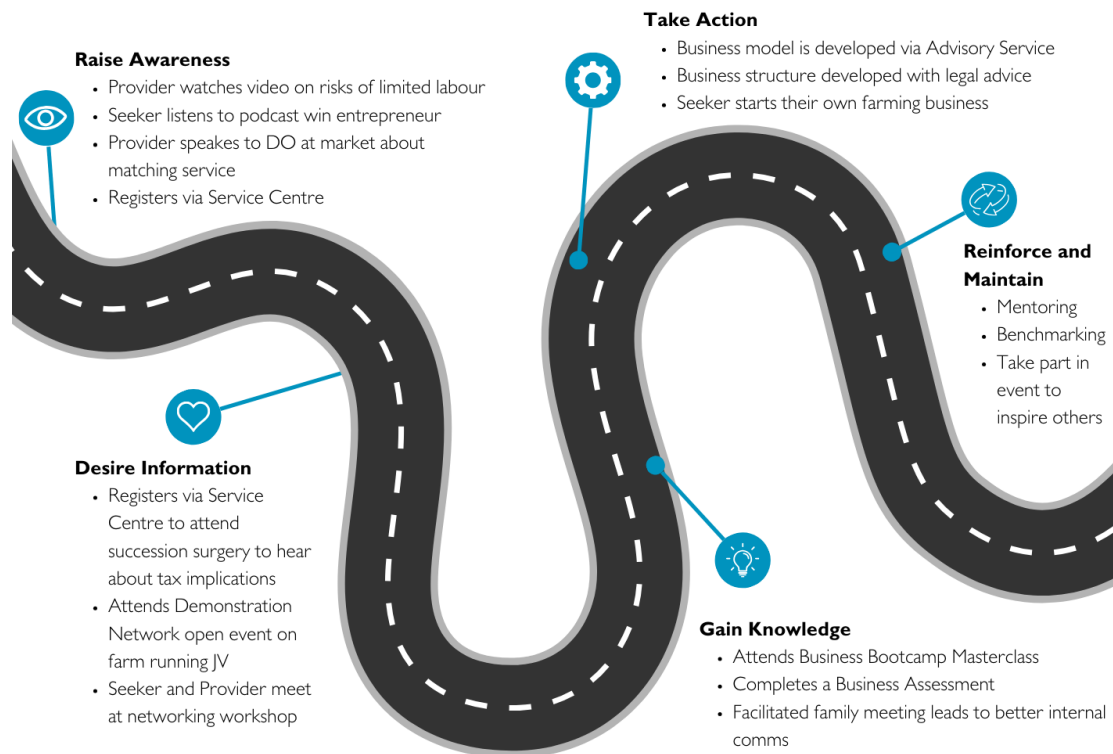 Raise Awareness
• Provider watches video on risks of limited labour
• Seeker listens to podcast win entrepreneur
• Provider speakes to DO at market about
matching service
• Registers via Service Centre
Desire Information
• Registers via Service
Centre to attend
succession surgery to hear
about tax implications
• Attends Demonstration
Network open event on
farm running JV
• Seeker and Provider meet
at networking workshop
Gain Knowledge
• Attends Business Bootcamp Masterclass
• Completes a Business Assessment
• Facilitated family meeting leads to better internal
comms
Take Action
• Business model is developed via Advisory Service
• Business structure developed with legal advice
• Seeker starts their own farming business
Reinforce and
Maintain
• Mentoring
• Benchmarking
• Take part in
event to
inspire others